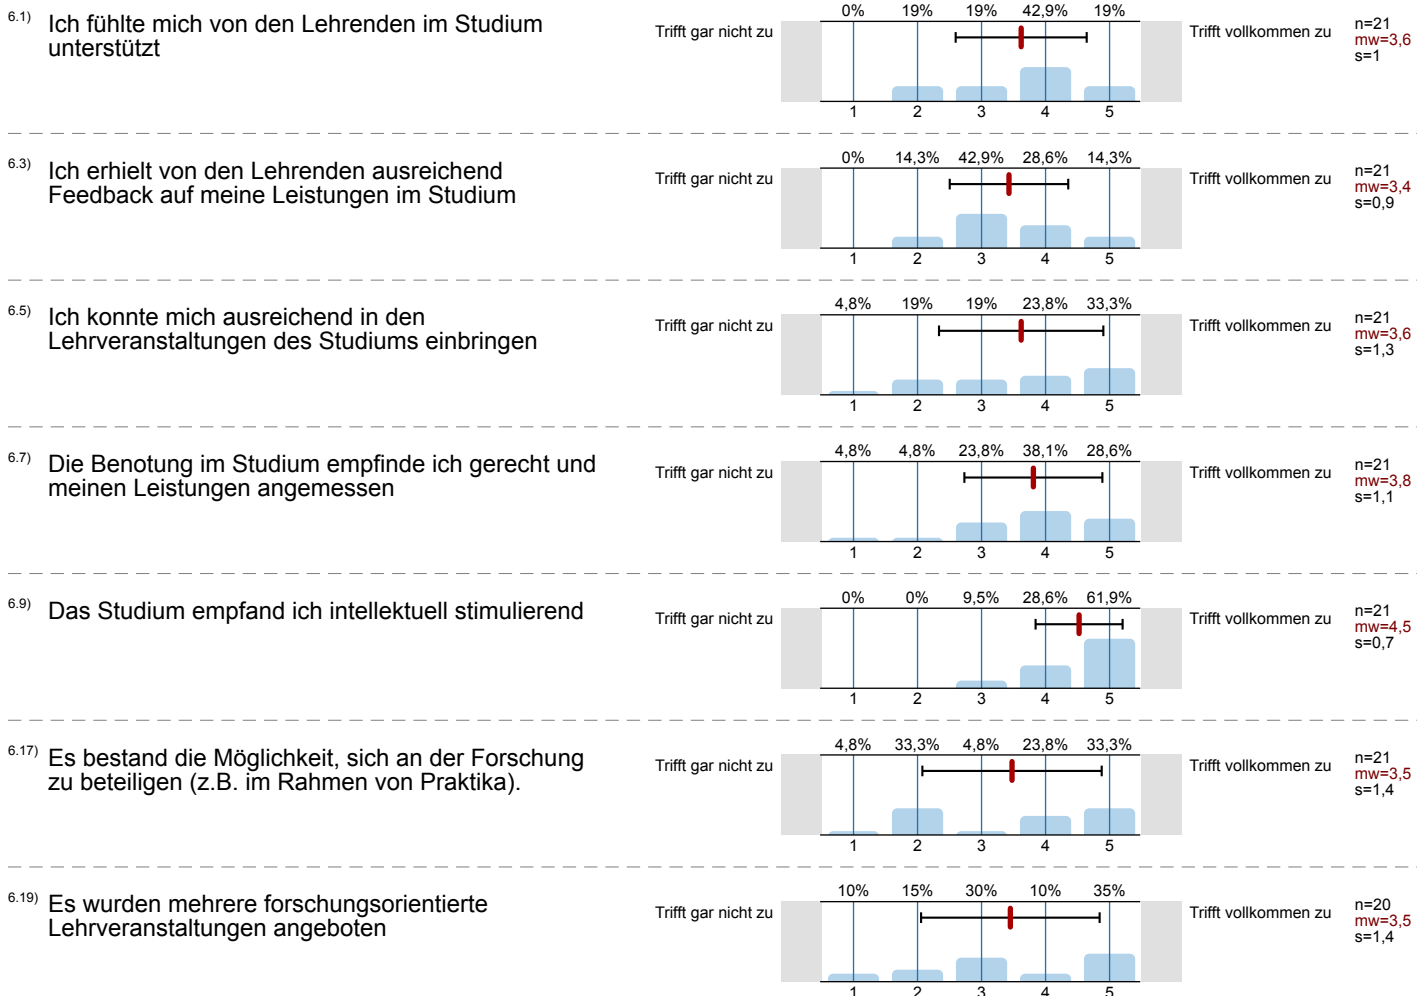 6.1) Ich fühlte mich von den Lehrenden im Studium
unterstützt
Trifft gar nicht zu
0% 19% 19% 42,9% 19%
1 2 3 4 5
Trifft vollkommen zu
n=21
mw=3,6
s=1
6.3) Ich erhielt von den Lehrenden ausreichend
Feedback auf meine Leistungen im Studium
Trifft gar nicht zu
0% 14,3% 42,9% 28,6% 14,3%
1 2 3 4 5
Trifft vollkommen zu
n=21
mw=3,4
s=0,9
6.5) Ich konnte mich ausreichend in den
Lehrveranstaltungen des Studiums einbringen
Trifft gar nicht zu
4,8% 19% 19% 23,8% 33,3%
1 2 3 4 5
Trifft vollkommen zu
n=21
mw=3,6
s=1,3
6.7) Die Benotung im Studium empfinde ich gerecht und
meinen Leistungen angemessen
Trifft gar nicht zu
4,8% 4,8% 23,8% 38,1% 28,6%
1 2 3 4 5
Trifft vollkommen zu
n=21
mw=3,8
s=1,1
6.9) Das Studium empfand ich intellektuell stimulierend
Trifft gar nicht zu
0% 0% 9,5% 28,6% 61,9%
1 2 3 4 5
Trifft vollkommen zu
n=21
mw=4,5
s=0,7
6.17) Es bestand die Möglichkeit, sich an der Forschung
zu beteiligen (z.B. im Rahmen von Praktika).
Trifft gar nicht zu
4,8% 33,3% 4,8% 23,8% 33,3%
1 2 3 4 5
Trifft vollkommen zu
n=21
mw=3,5
s=1,4
6.19) Es wurden mehrere forschungsorientierte
Lehrveranstaltungen angeboten
Trifft gar nicht zu
10% 15% 30% 10% 35%
1 2 3 4 5
Trifft vollkommen zu
n=20
mw=3,5
s=1,4